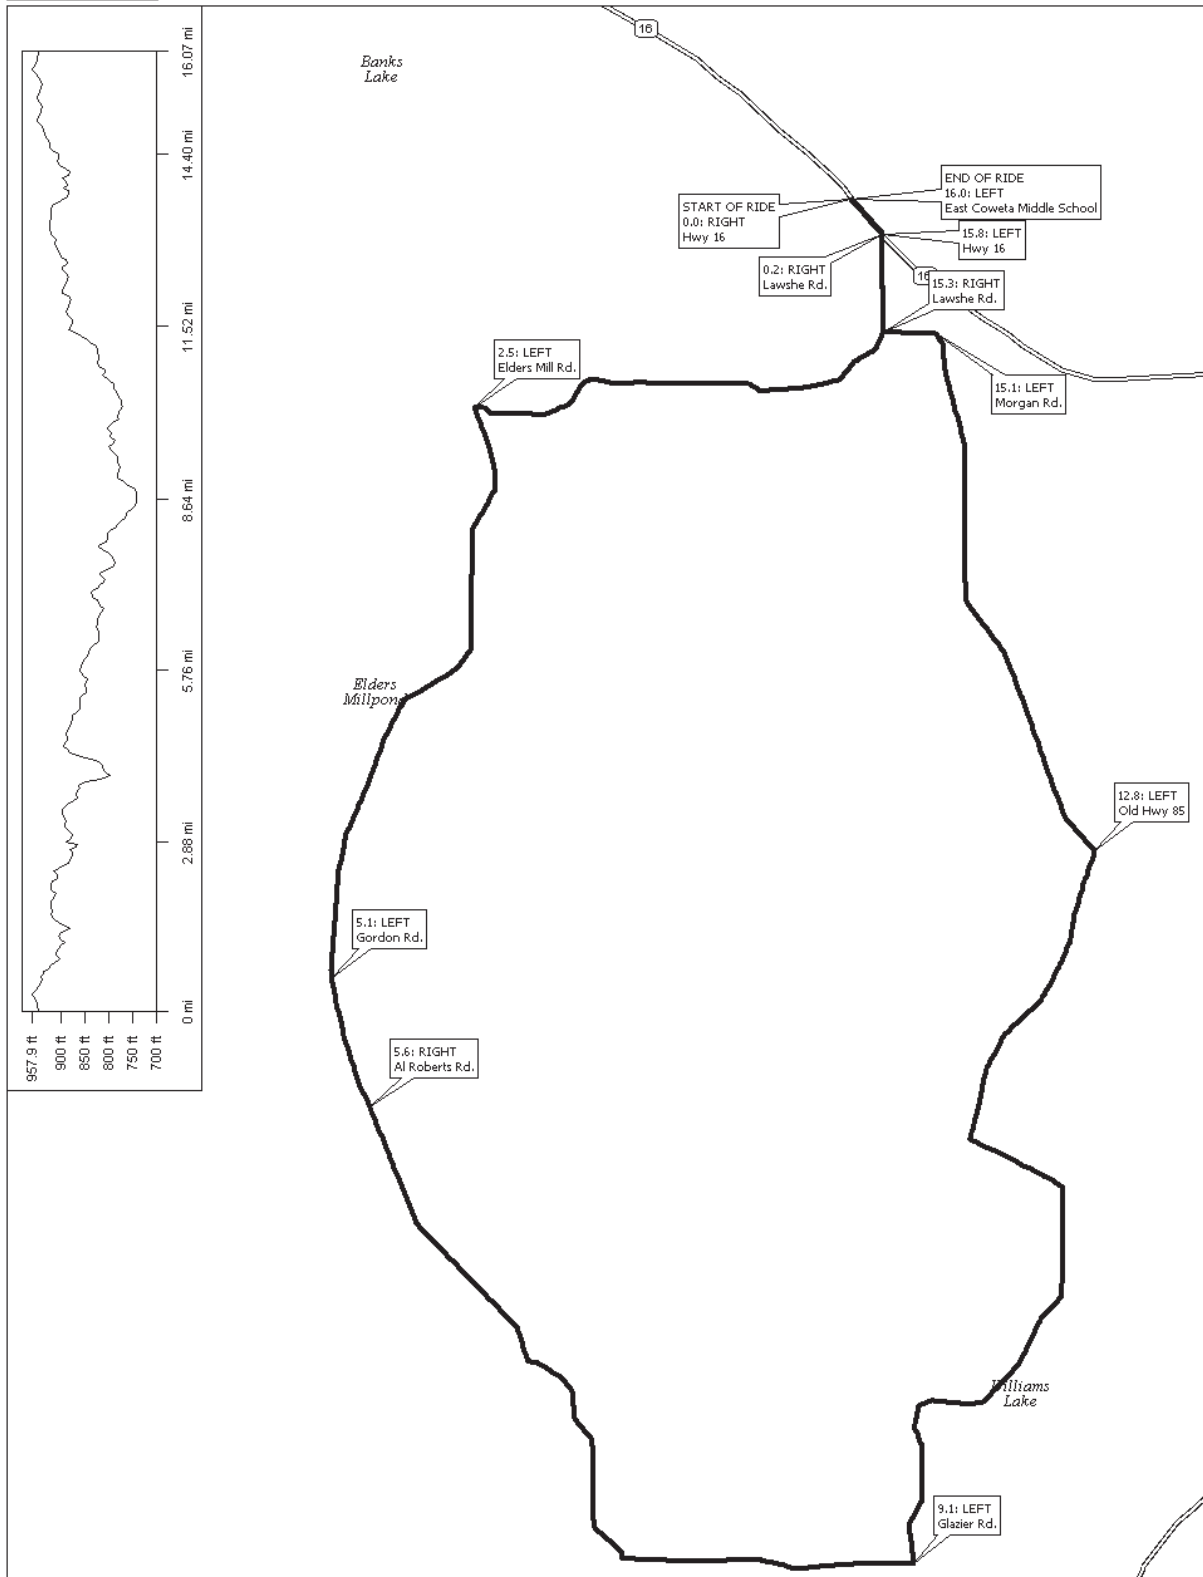 16
Banks
Lake
END OF RIDE
16.0: LEFT
East Coweta Middle School
START OF RIDE
0.0: RIGHT
Hwy 16
15.8: LEFT
Hwy 16
0.2: RIGHT
Lawshe Rd.
16
15.3: RIGHT
Lawshe Rd.
2.5: LEFT
Elders Mill Rd.
15.1: LEFT
Morgan Rd.
Elders
Millpond
12.8: LEFT
Old Hwy 85
5.1: LEFT
Gordon Rd.
5.6: RIGHT
Al Roberts Rd.
Williams
Lake
9.1: LEFT
Glazier Rd.
16.07 mi
14.40 mi
11.52 mi
8.64 mi
5.76 mi
2.88 mi
0 mi
957.9 ft
900 ft
850 ft
800 ft
750 ft
700 ft